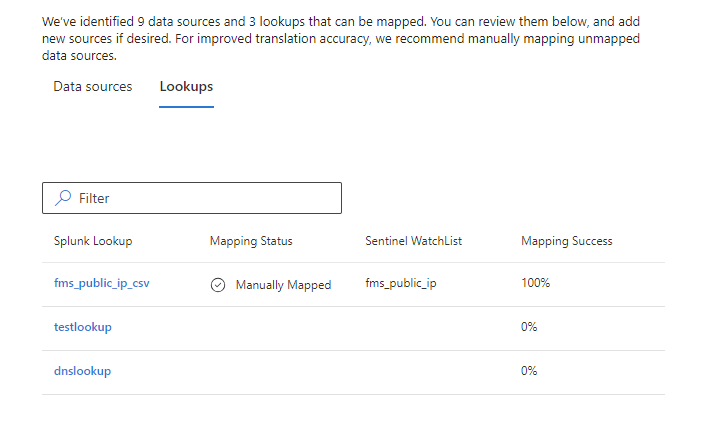 We've identified 9 data sources and 3 lookups that can be mapped. You can review them below, and add
new sources if desired. For improved translation accuracy, we recommend manually mapping unmapped
data sources.
Data sources Lookups
Filter
Splunk Lookup Mapping Status Sentinel WatchList Mapping Success
fms_public_ip_csv Manually Mapped fms_public_ip 100%
testlookup 0%
dnslookup 0%